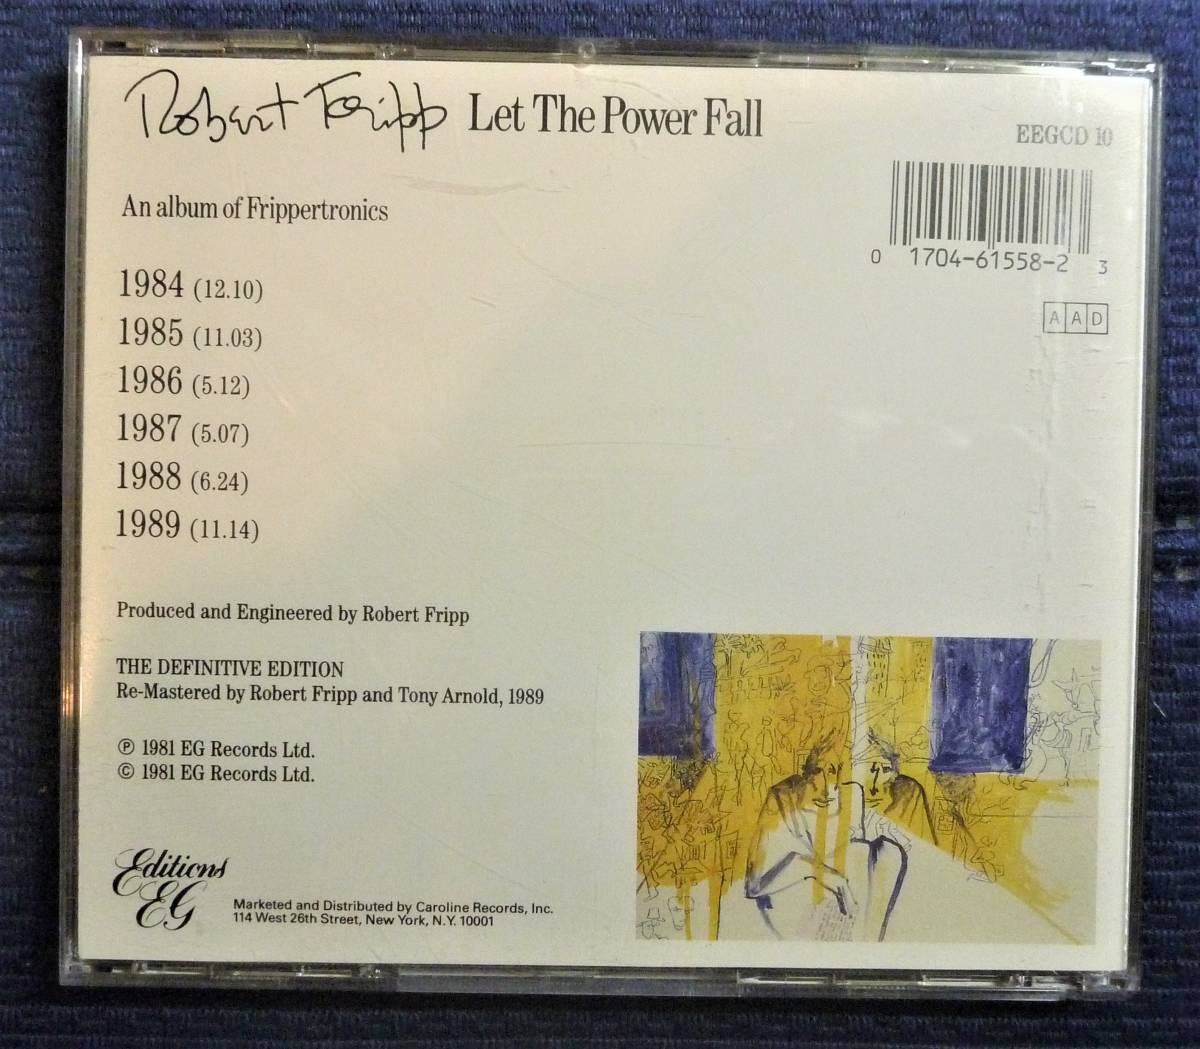 Robert Fripp Let The Power Fall
EEGCD 10
0 1704-61558-2 3
AAD
An album of Frippertronics
1984 (12.10)
1985 (11.03)
1986 (5.12)
1987 (5.07)
1988 (6.24)
1989 (11.14)
Produced and Engineered by Robert Fripp
THE DEFINITIVE EDITION
Re-Mastered by Robert Fripp and Tony Arnold, 1989
℗ 1981 EG Records Ltd.
© 1981 EG Records Ltd.
Editions
EG
Marketed and Distributed by Caroline Records, Inc.
114 West 26th Street, New York, N.Y. 10001